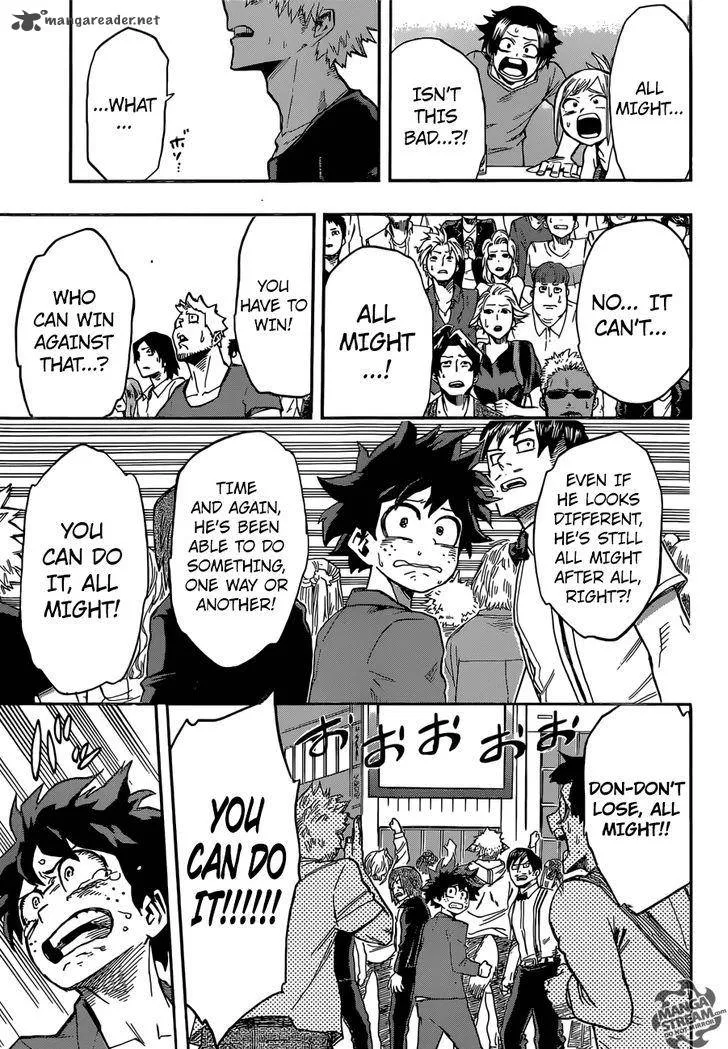 mangareader.net
ALL
MIGHT...
ISN'T
THIS
BAD...?!
...WHAT
...
NO... IT
CAN'T...
ALL
MIGHT
...!
YOU
HAVE TO
WIN!
WHO
CAN WIN
AGAINST
THAT...?
EVEN IF
HE LOOKS
DIFFERENT,
HE'S STILL
ALL MIGHT
AFTER ALL,
RIGHT?!
TIME
AND AGAIN,
HE'S BEEN
ABLE TO DO
SOMETHING,
ONE WAY OR
ANOTHER!
YOU
CAN DO
IT, ALL
MIGHT!
DON-DON'T
LOSE, ALL
MIGHT!!
おおおおお
YOU
CAN DO
IT!!!!!!
MANGA
STREAM.com